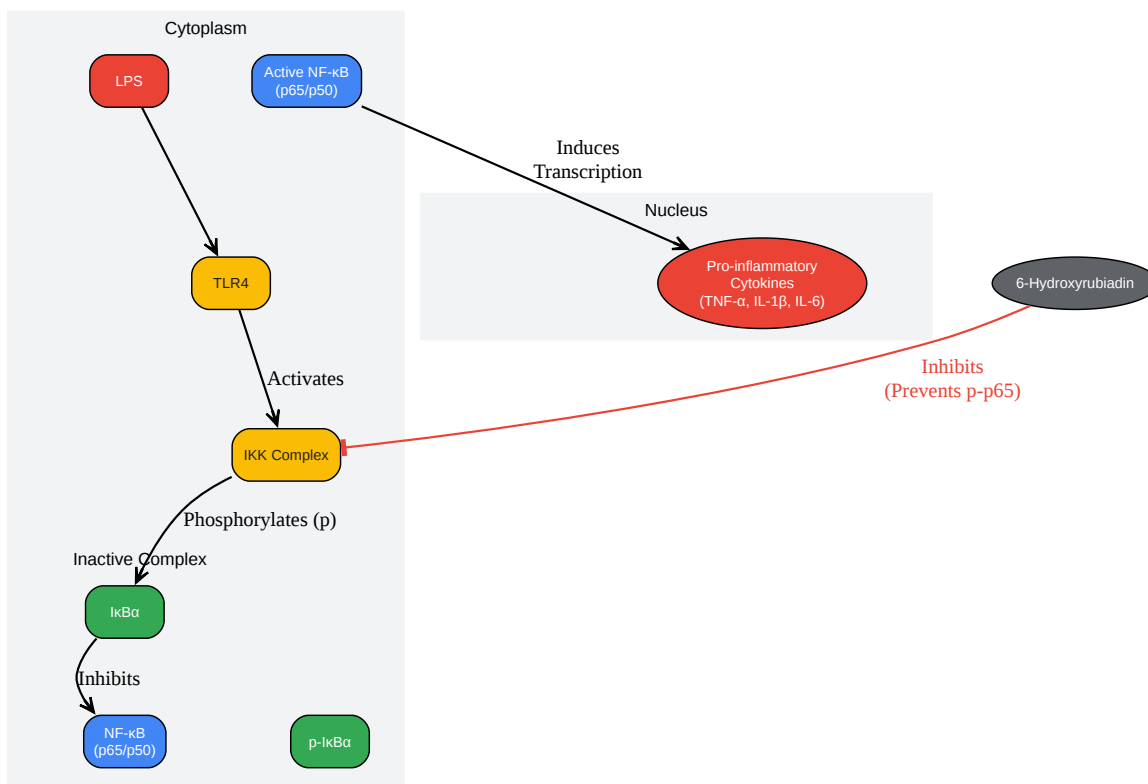 Cytoplasm
LPS
Active NF-κB
(p65/p50)
Induces
Transcription
Nucleus
TLR4
Pro-inflammatory
Cytokines
(TNF-α, IL-1β, IL-6)
6-Hydroxyrubiadin
Activates
Inhibits
(Prevents p-p65)
IKK Complex
Phosphorylates (p)
Inactive Complex
IκBα
Inhibits
NF-κB
(p65/p50)
p-IκBα